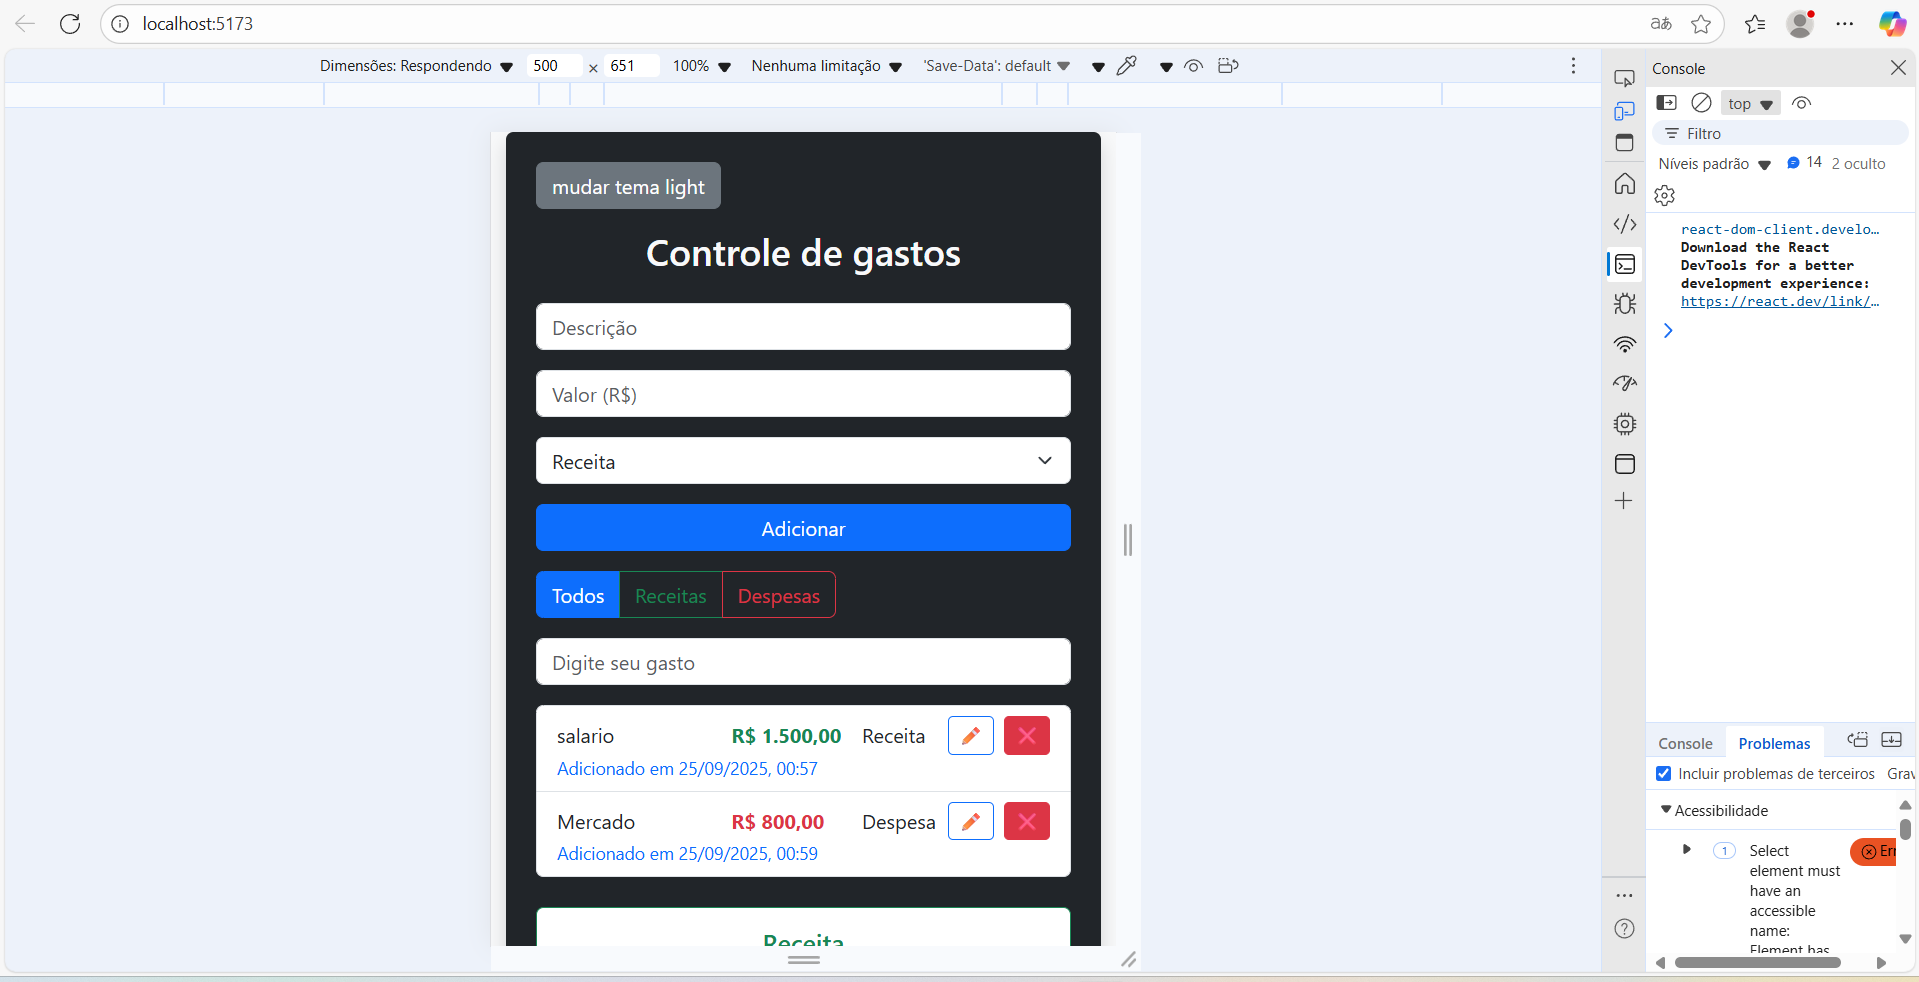 localhost:5173
Dimensões: Respondendo 500 × 651 100% Nenhuma limitação 'Save-Data': default
Console
top
Filtro
Níveis padrão 14 2 oculto
react-dom-client.develo…
Download the React
DevTools for a better
development experience:
https://react.dev/link/…
mudar tema light
Controle de gastos
Descrição
Valor (R$)
Receita
Adicionar
Todos Receitas Despesas
Digite seu gasto
salario R$ 1.500,00 Receita
Adicionado em 25/09/2025, 00:57
Mercado R$ 800,00 Despesa
Adicionado em 25/09/2025, 00:59
Receita
Console Problemas
Incluir problemas de terceiros Grav
Acessibilidade
1 Select Err
element must
have an
accessible
name:
Element has